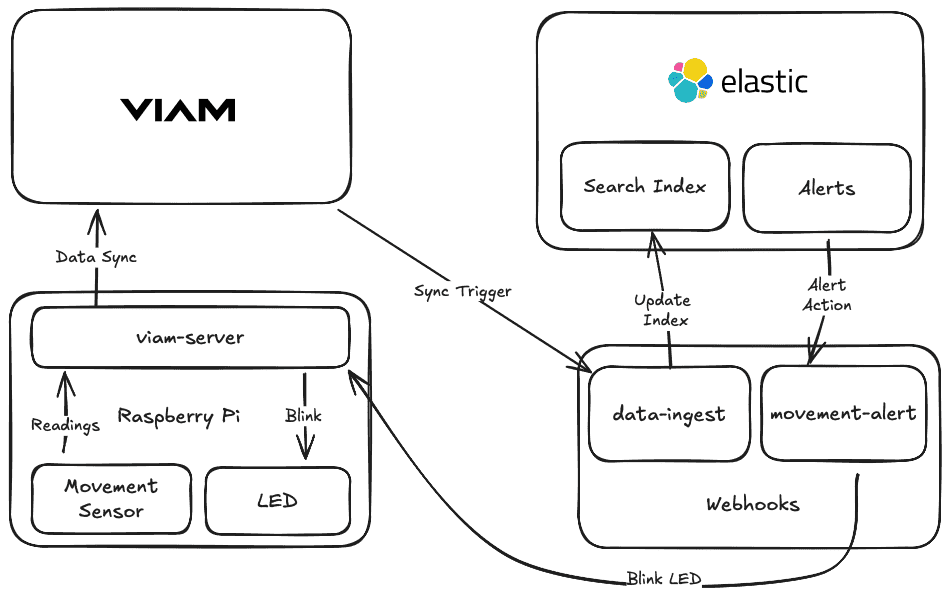 VIAM
elastic
Search Index
Alerts
Data Sync
Sync Trigger
Update
Index
Alert
Action
viam-server
Readings
Raspberry Pi
Blink
Movement
Sensor
LED
data-ingest
movement-alert
Webhooks
Blink LED